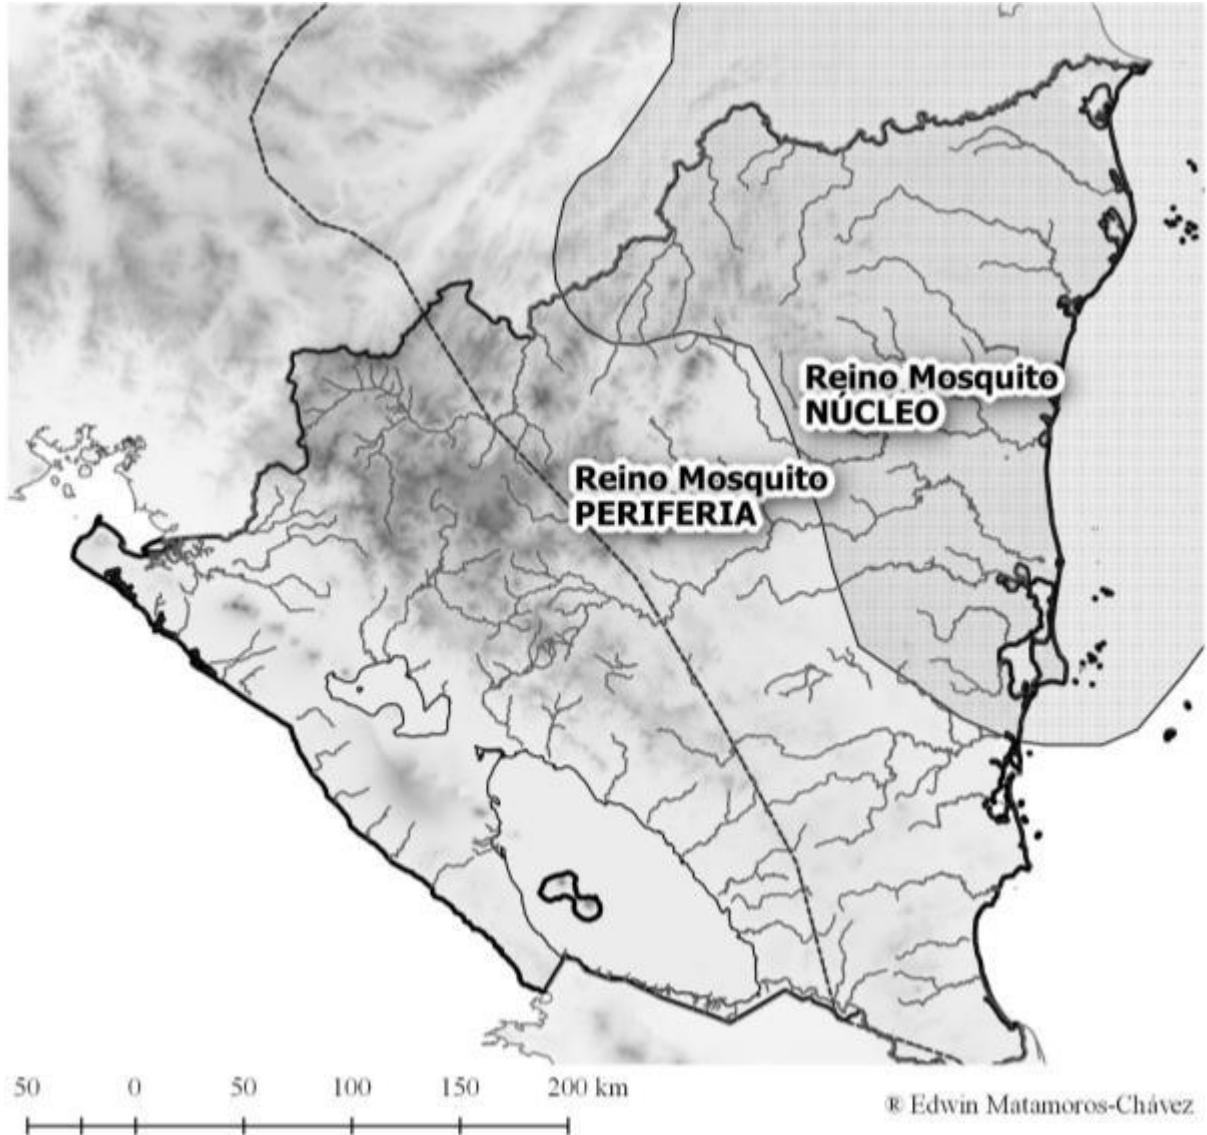 Reino Mosquito
NÚCLEO
Reino Mosquito
PERIFERIA
50 0 50 100 150 200 km
® Edwin Matamoros-Chávez